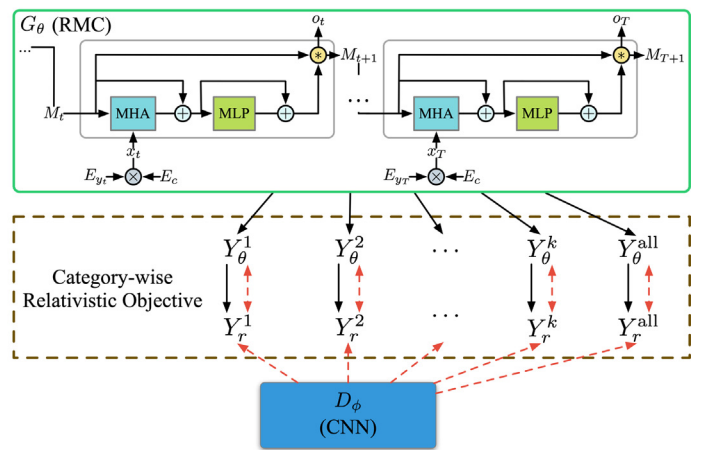 G_θ (RMC)
...
o_t
o_T
*
M_{t+1}
*
M_{T+1}
M_t
MHA
+
MLP
+
...
MHA
+
MLP
+
x_t
x_T
E_{y_t}
×
E_c
E_{y_T}
×
E_c
Category-wise
Relativistic Objective
Y_θ^1
Y_θ^2
...
Y_θ^k
Y_θ^{all}
Y_r^1
Y_r^2
...
Y_r^k
Y_r^{all}
D_ϕ
(CNN)